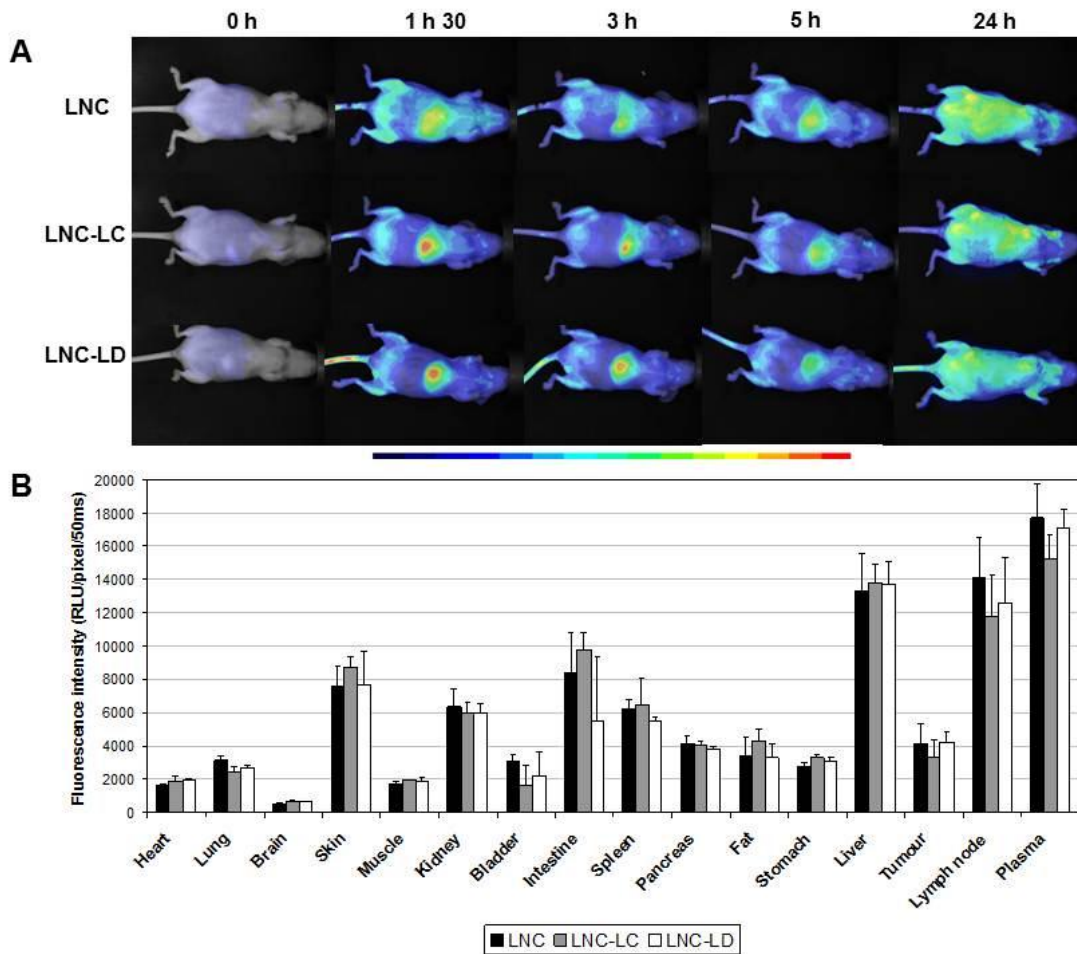 0 h 1 h 30 3 h 5 h 24 h
A
LNC
LNC-LC
LNC-LD
B
Fluorescence intensity (RLU/pixel/50ms)
20000
18000
16000
14000
12000
10000
8000
6000
4000
2000
0
Heart Lung Brain Skin Muscle Kidney Bladder Intestine Spleen Pancreas Fat Stomach Liver Tumour Lymph node Plasma
LNC LNC-LC LNC-LD